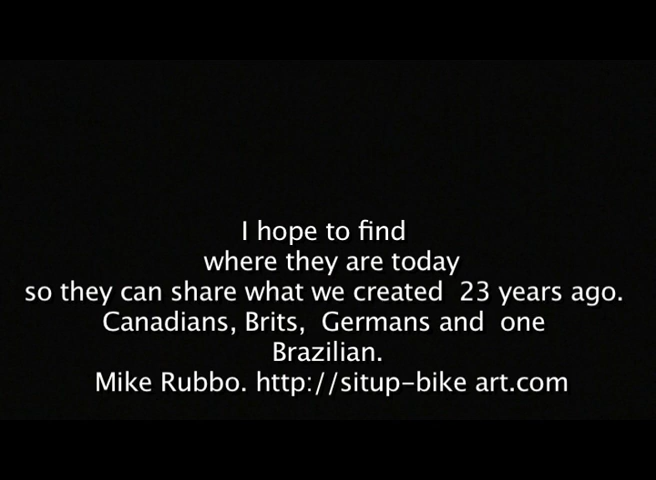 I hope to find
where they are today
so they can share what we created  23 years ago.
Canadians, Brits,  Germans and  one
Brazilian.
Mike Rubbo. http://situp-bike art.com